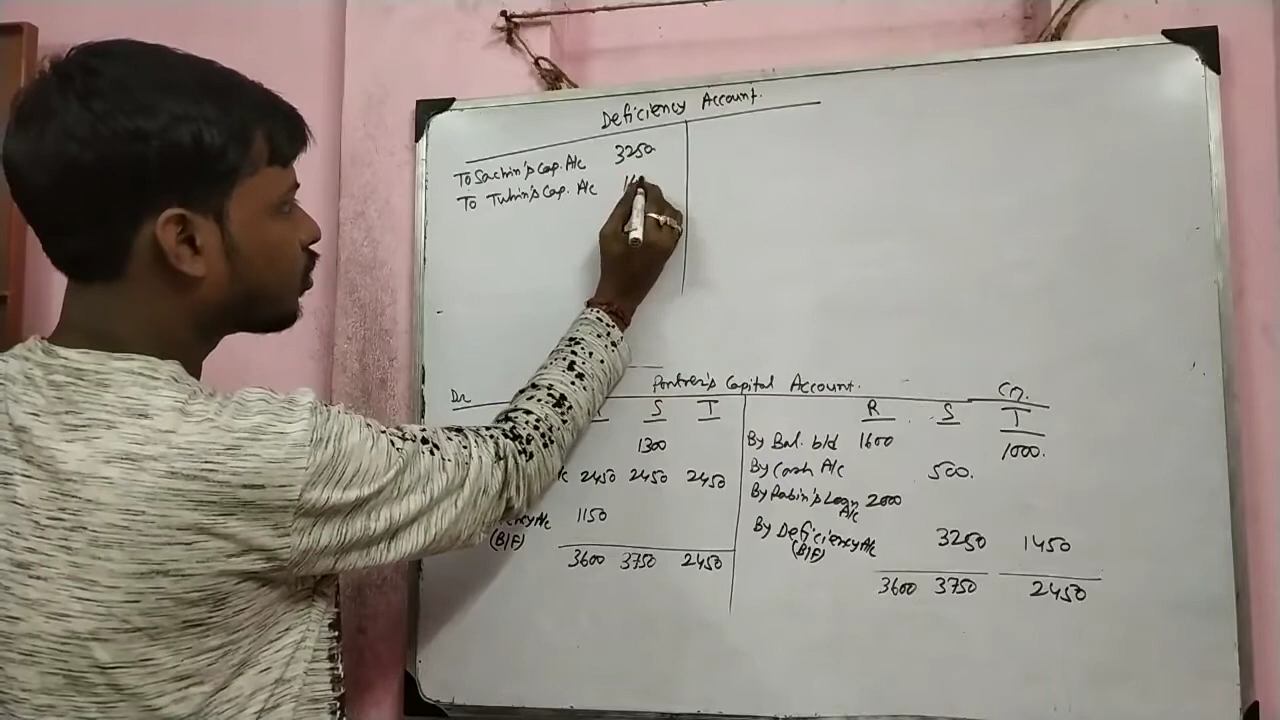 Deficiency Account.
To Sachin's Cap. A/c 3250
To Tuhin's Cap. A/c 14
Partner's Capital Account.
Dr Cr.
S T R S T
1300 By Bal. b/d 1600 1000.
2450 2450 2450 By Cash A/c 500.
1150 By Rabin's Loan A/c 2000
(B/F) By Deficiency A/c (B/F) 3250 1450
3600 3750 2450 3600 3750 2450